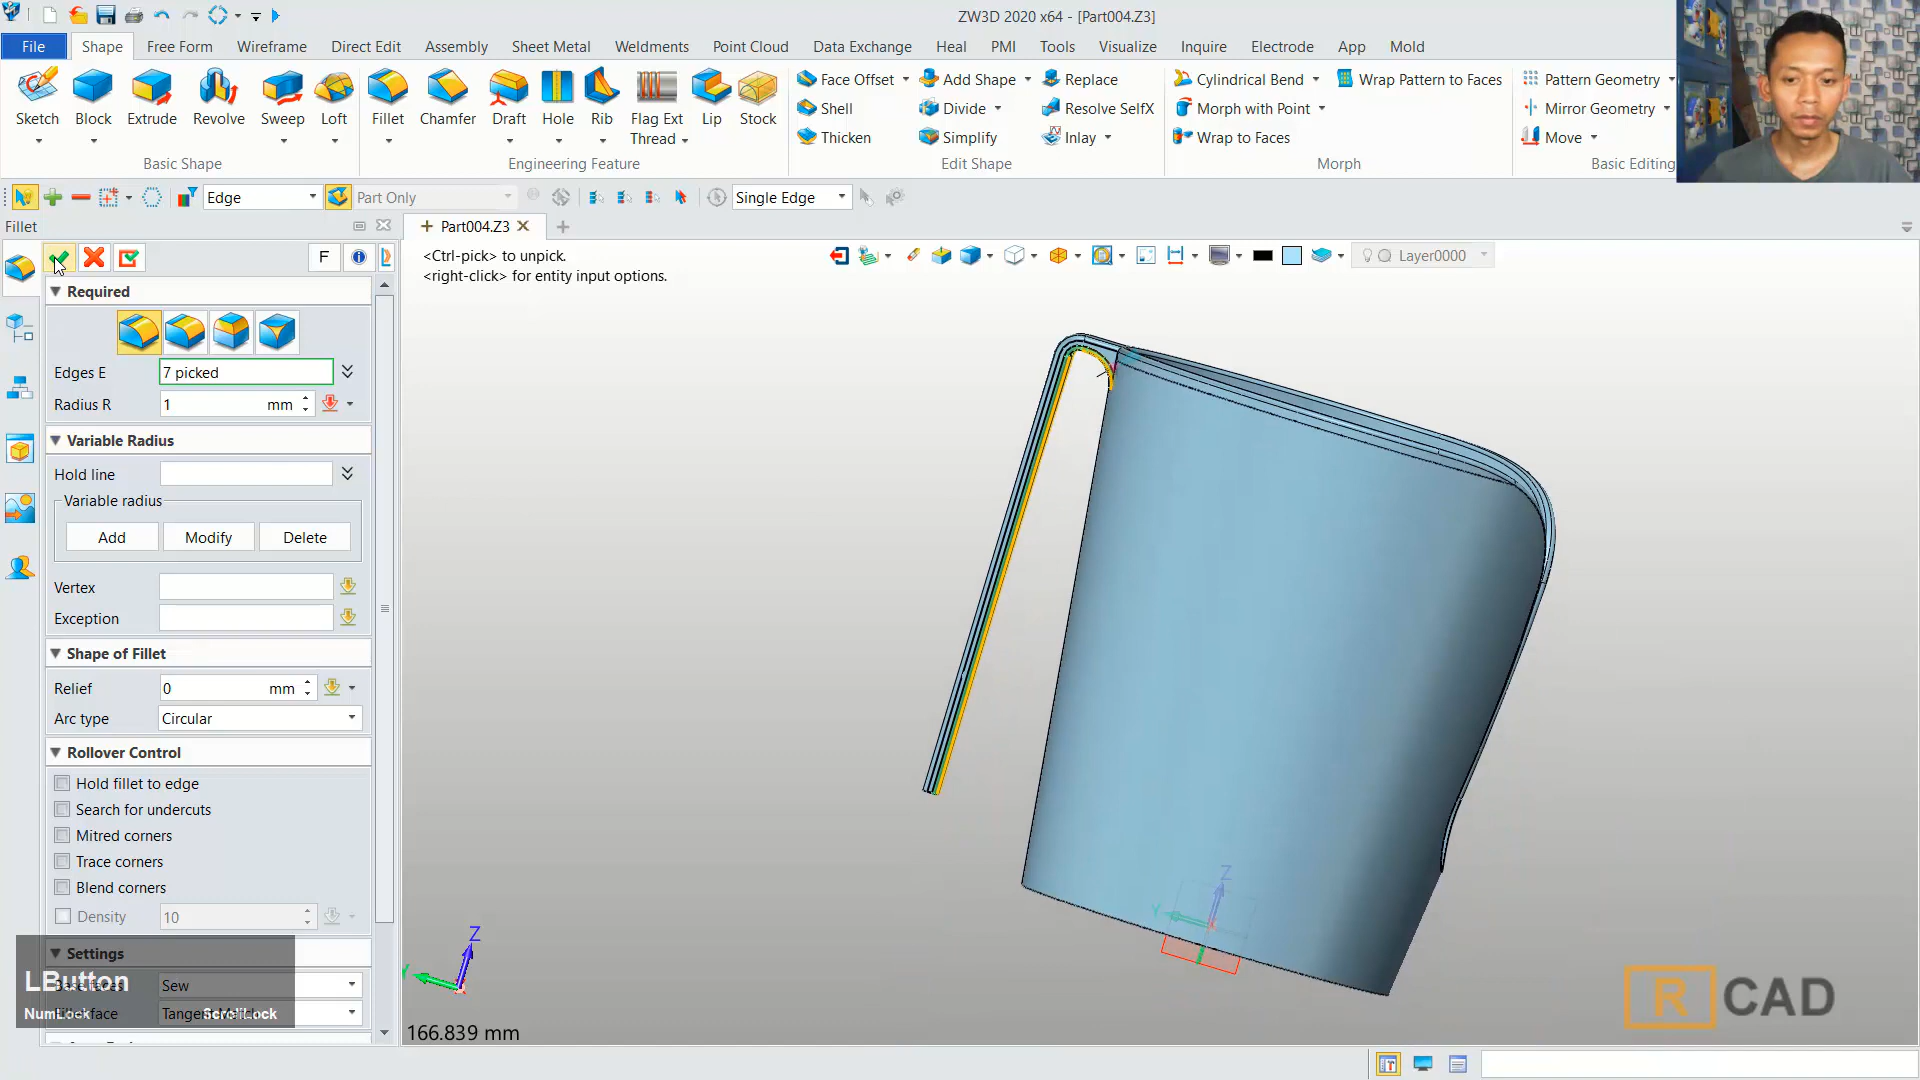 ZW3D 2020 x64 - [Part004.Z3]
File Shape Free Form Wireframe Direct Edit Assembly Sheet Metal Weldments Point Cloud Data Exchange Heal PMI Tools Visualize Inquire Electrode App Mold
Sketch Block Extrude Revolve Sweep Loft Fillet Chamfer Draft Hole Rib Flag Ext Thread Lip Stock
Face Offset Add Shape Replace Cylindrical Bend Wrap Pattern to Faces Pattern Geometry
Shell Divide Resolve SelfX Morph with Point Mirror Geometry
Thicken Simplify Inlay Wrap to Faces Move
Basic Shape Engineering Feature Edit Shape Morph Basic Editing
Edge Part Only Single Edge
Fillet Part004.Z3
F
<Ctrl-pick> to unpick.
<right-click> for entity input options.
Layer0000
Required
Edges E 7 picked
Radius R 1 mm
Variable Radius
Hold line
Variable radius
Add Modify Delete
Vertex
Exception
Shape of Fillet
Relief 0 mm
Arc type Circular
Rollover Control
Hold fillet to edge
Search for undercuts
Mitred corners
Trace corners
Blend corners
Density 10
Settings
LButton
Sew
NumLock ScrollLock
Z
Y
Z
166.839 mm
R CAD